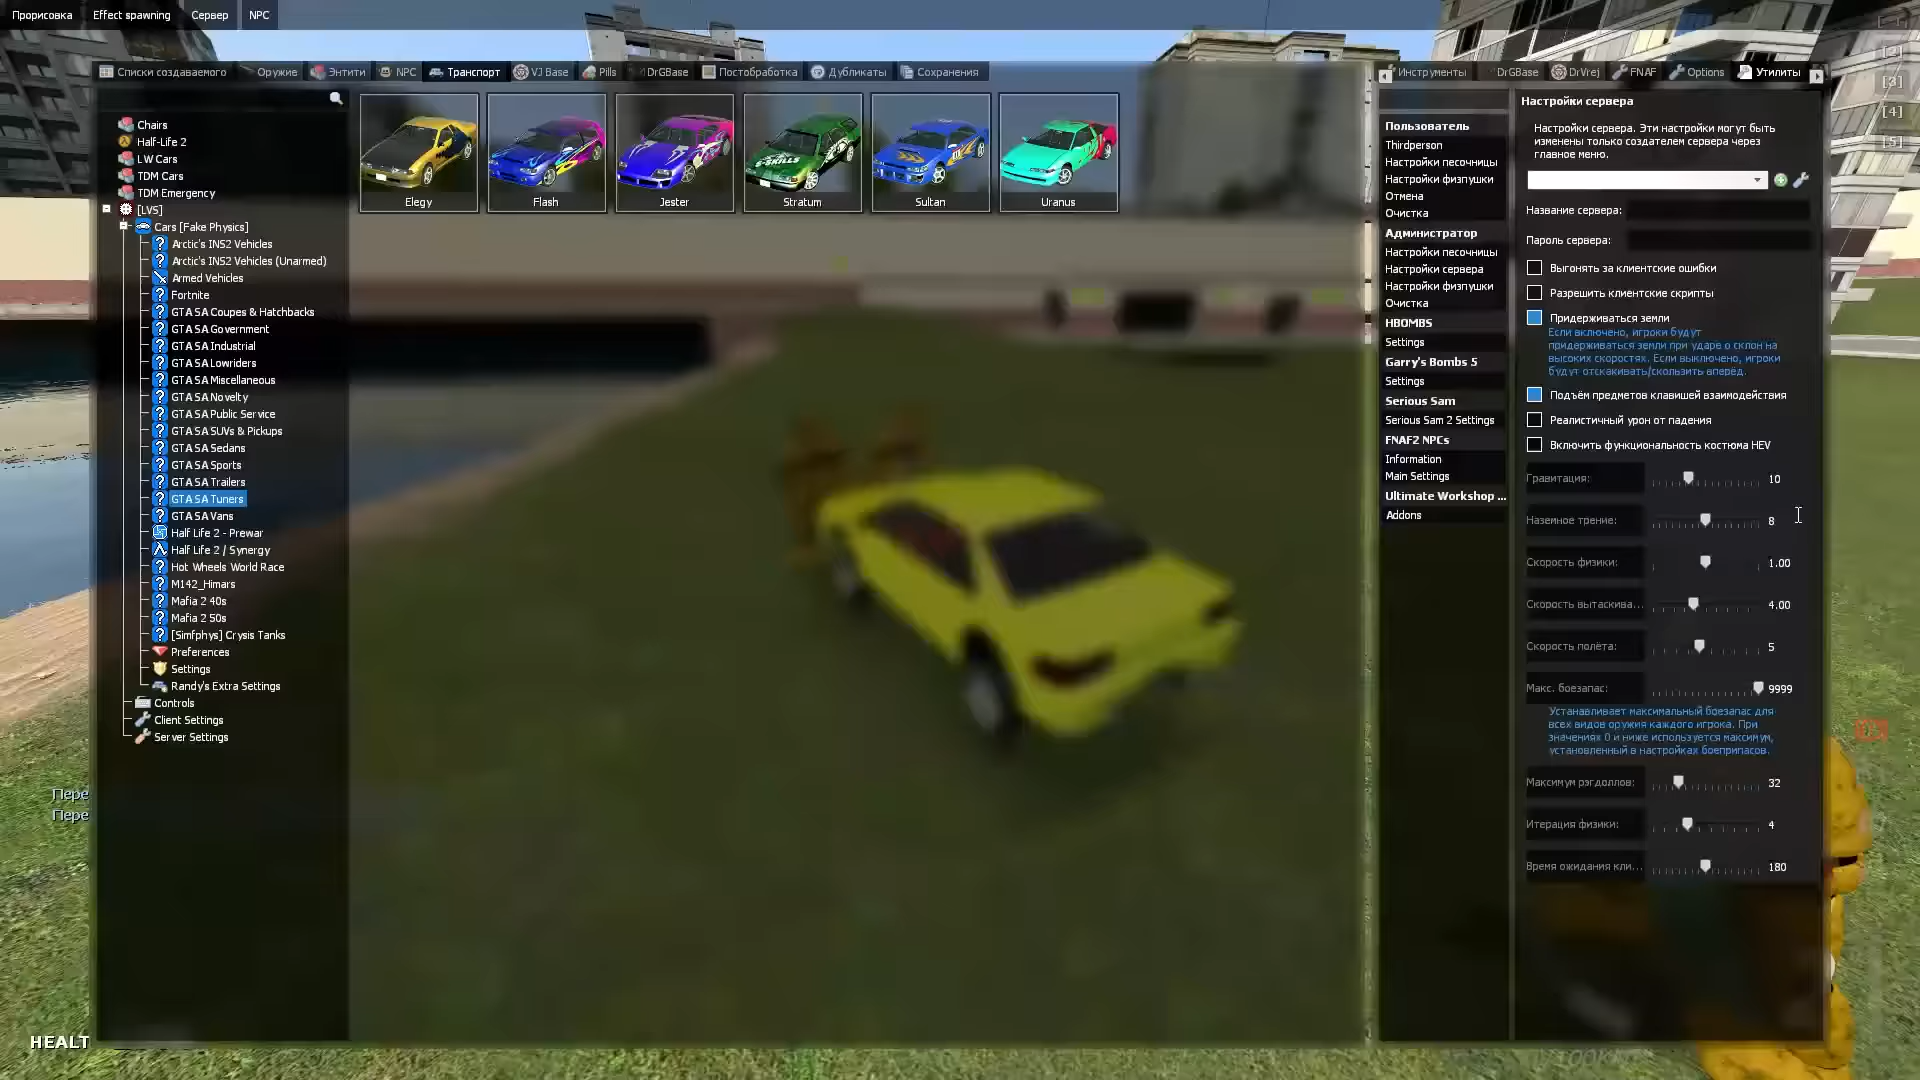 Прорисовка Effect spawning Сервер NPC
Списки создаваемого Оружие Энтити NPC Транспорт VJ Base Pills DrGBase Постобработка Дубликаты Сохранения
Инструменты DrGBase DrVrej FNAF Options Утилиты
Chairs
Half-Life 2
LW Cars
TDM Cars
TDM Emergency
[LVS]
Cars [Fake Physics]
Arctic's INS2 Vehicles
Arctic's INS2 Vehicles (Unarmed)
Armed Vehicles
Fortnite
GTA SA Coupes & Hatchbacks
GTA SA Government
GTA SA Industrial
GTA SA Lowriders
GTA SA Miscellaneous
GTA SA Novelty
GTA SA Public Service
GTA SA SUVs & Pickups
GTA SA Sedans
GTA SA Sports
GTA SA Trailers
GTA SA Tuners
GTA SA Vans
Half Life 2 - Prewar
Half Life 2 / Synergy
Hot Wheels World Race
M142_Himars
Mafia 2 40s
Mafia 2 50s
[Simfphys] Crysis Tanks
Preferences
Settings
Randy's Extra Settings
Controls
Client Settings
Server Settings
Elegy Flash Jester Stratum Sultan Uranus
Пользователь
Thirdperson
Настройки песочницы
Настройки физпушки
Отмена
Очистка
Администратор
Настройки песочницы
Настройки сервера
Настройки физпушки
Очистка
HBOMBS
Settings
Garry's Bombs 5
Settings
Serious Sam
Serious Sam 2 Settings
FNAF2 NPCs
Information
Main Settings
Ultimate Workshop ...
Addons
Настройки сервера
Настройки сервера. Эти настройки могут быть
изменены только создателем сервера через
главное меню.
Название сервера:
Пароль сервера:
Выгонять за клиентские ошибки
Разрешить клиентские скрипты
Придерживаться земли
Если включено, игроки будут
придерживаться земли при ударе о склон на
высоких скоростях. Если выключено, игроки
будут отскакивать/скользить вперёд.
Подъём предметов клавишей взаимодействия
Реалистичный урон от падения
Включить функциональность костюма HEV
Гравитация: 10
Наземное трение: 8
Скорость физики: 1.00
Скорость вытаскива... 4.00
Скорость полёта: 5
Макс. боезапас: 9999
Устанавливает максимальный боезапас для
всех видов оружия каждого игрока. При
значениях 0 и ниже используется максимум,
установленный в настройках боеприпасов.
Максимум рэгдоллов: 32
Итерация физики: 4
Время ожидания кли... 180
[2]
[3]
[4]
[5]
Пере
Пере
HEALT